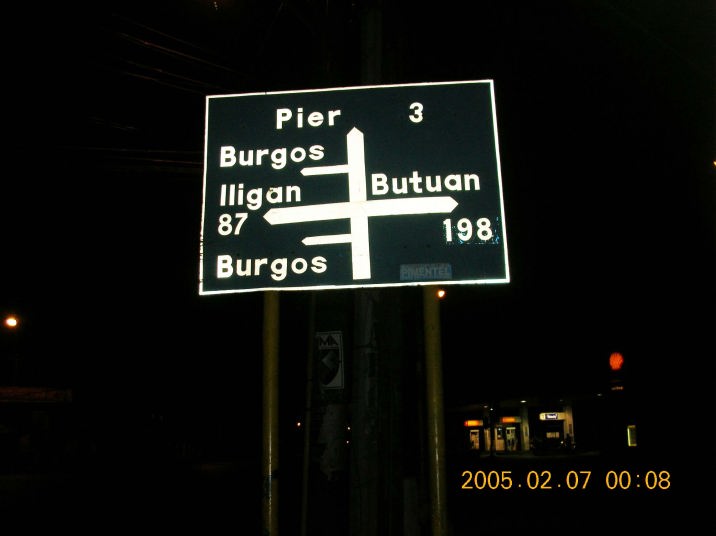 Pier 3
Burgos
Iligan Butuan
87 198
Burgos
PIMENTEL
2005.02.07 00:08